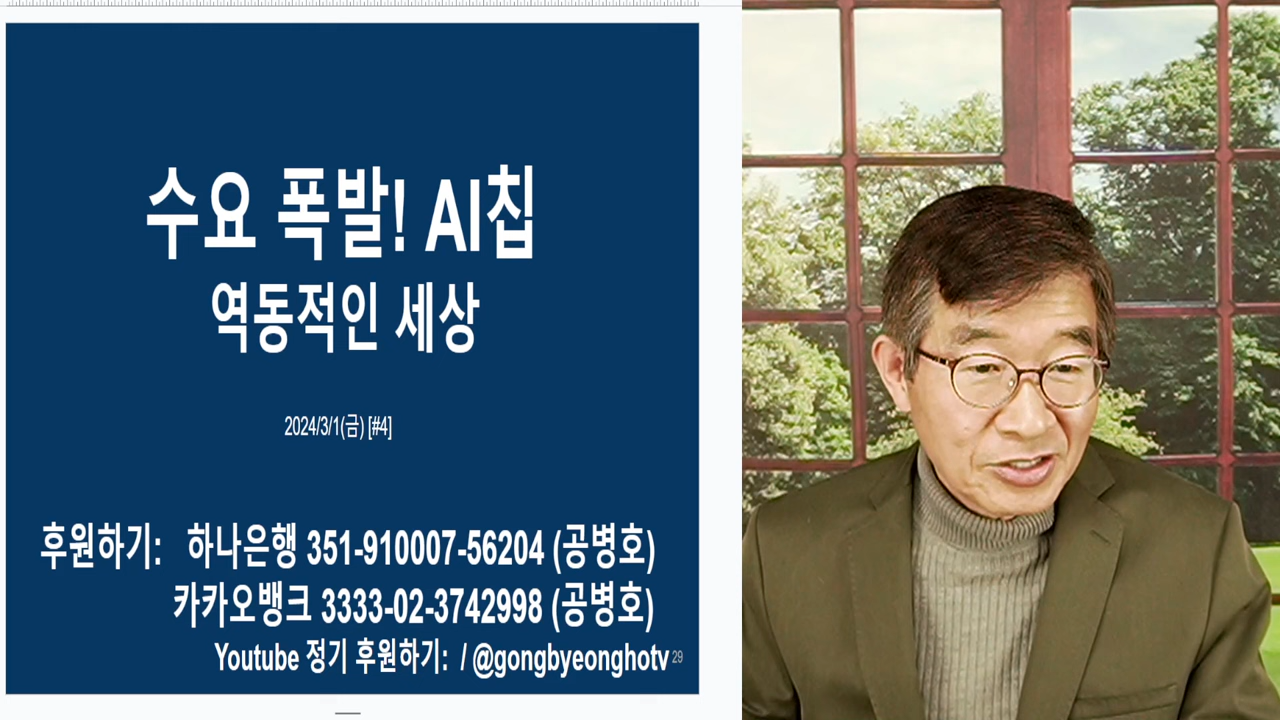 수요 폭발! AI칩
역동적인 세상
2024/3/1(금) [#4]
후원하기: 하나은행 351-910007-56204 (공병호)
카카오뱅크 3333-02-3742998 (공병호)
Youtube 정기 후원하기: / @gongbyeonghotv
29